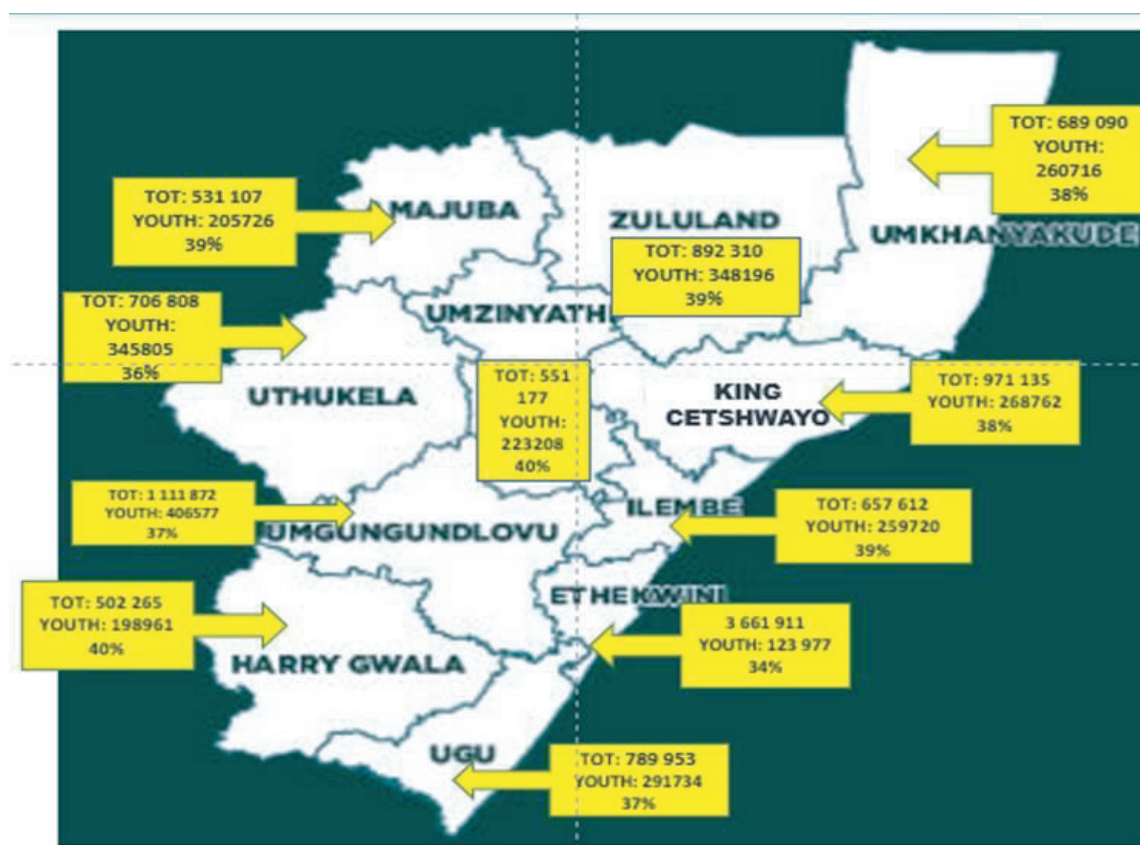 TOT: 689 090
YOUTH:
260716
38%
TOT: 531 107
YOUTH: 205726
39%
MAJUBA
ZULULAND
UMKHANYAKUDE
TOT: 892 310
YOUTH: 348196
39%
TOT: 706 808
YOUTH:
345805
36%
UMZINYATHI
UTHUKELA
TOT: 551
177
YOUTH:
223208
40%
KING
CETSHWAYO
TOT: 971 135
YOUTH: 268762
38%
TOT: 1 111 872
YOUTH: 406577
37%
UMGUNGUNDLOVU
ILEMBE
TOT: 657 612
YOUTH: 259720
39%
ETHEKWINI
TOT: 502 265
YOUTH: 198961
40%
3 661 911
YOUTH: 123 977
34%
HARRY GWALA
UGU
TOT: 789 953
YOUTH: 291734
37%